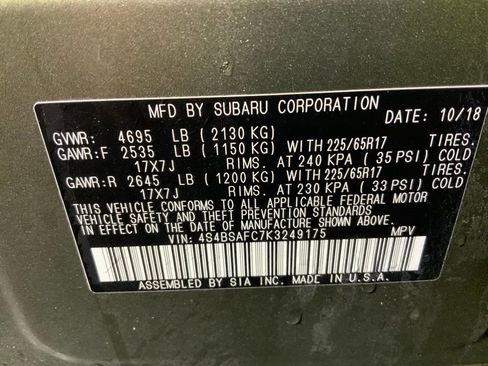 MFD BY SUBARU CORPORATION DATE: 10/18
GVWR: 4695 LB (2130 KG)
GAWR:F 2535 LB (1150 KG) WITH 225/65R17 TIRES.
17X7J RIMS. AT 240 KPA (35 PSI) COLD
GAWR:R 2645 LB (1200 KG) WITH 225/65R17 TIRES.
17X7J RIMS. AT 230 KPA (33 PSI) COLD
THIS VEHICLE CONFORMS TO ALL APPLICABLE FEDERAL MOTOR
VEHICLE SAFETY AND THEFT PREVENTION STANDARDS IN
EFFECT ON THE DATE OF MANUFACTURE SHOWN ABOVE.
VIN: 4S4BSAFC7K3249175 MPV
ASSEMBLED BY SIA INC. MADE IN U.S.A.